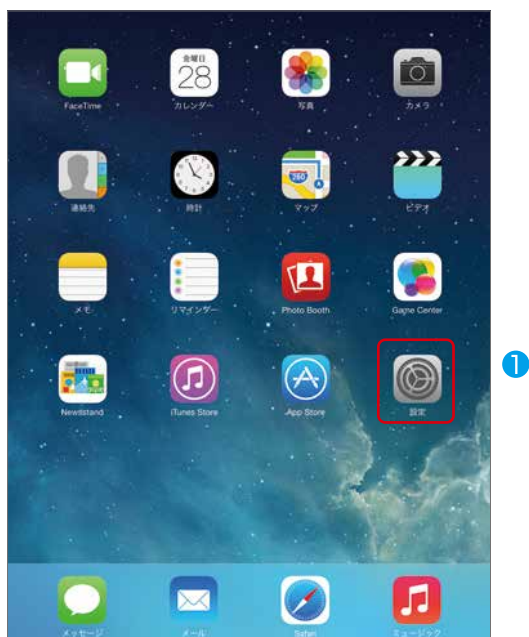 金曜日
28
FaceTime
カレンダー
写真
カメラ
280
連絡先
時計
マップ
ビデオ
メモ
リマインダー
Photo Booth
Game Center
Newsstand
iTunes Store
App Store
設定
1
メッセージ
メール
Safari
ミュージック